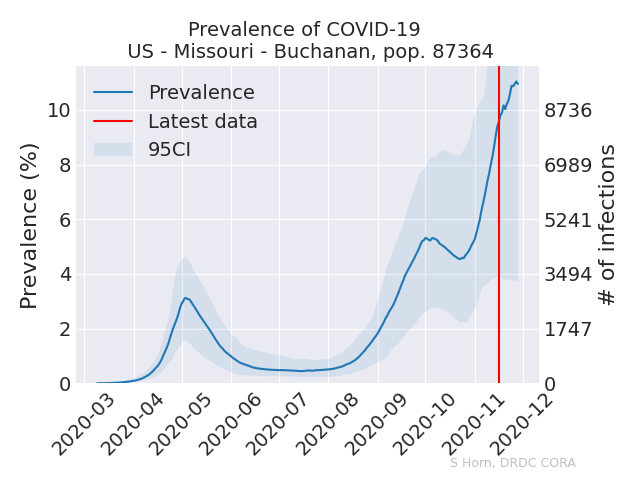 Prevalence of COVID-19
US - Missouri - Buchanan, pop. 87364
Prevalence
Latest data
95CI
Prevalence (%)
10
8
6
4
2
0
8736
6989
5241
3494
1747
0
# of infections
2020-03
2020-04
2020-05
2020-06
2020-07
2020-08
2020-09
2020-10
2020-11
2020-12
S Horn, DRDC CORA